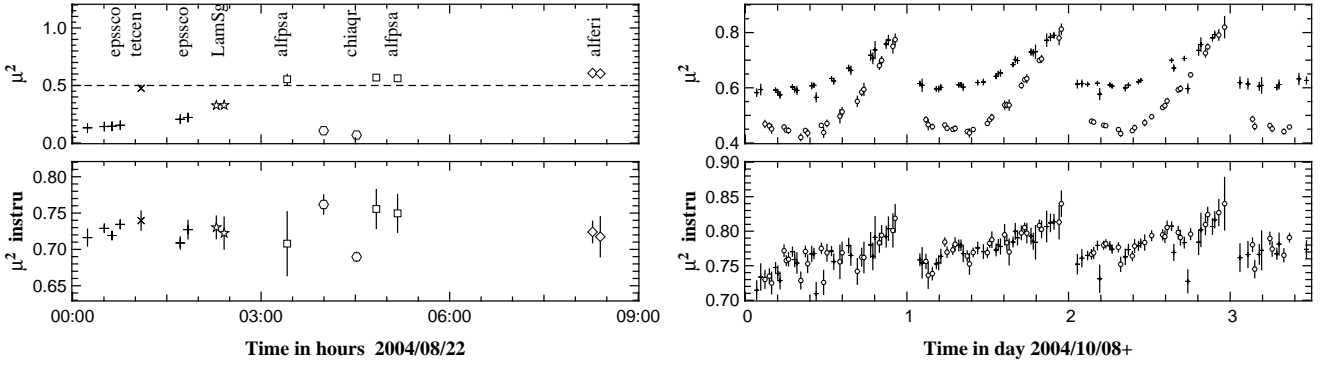 1.0
0.5
0.0
μ²
epssco
tetcen
epssco
LamSg
alfpsa
chiaqr
alfpsa
alferi
0.80
0.75
0.70
0.65
μ² instru
00:00 03:00 06:00 09:00
Time in hours 2004/08/22
0.8
0.6
0.4
μ²
0.90
0.85
0.80
0.75
0.70
μ² instru
0 1 2 3
Time in day 2004/10/08+